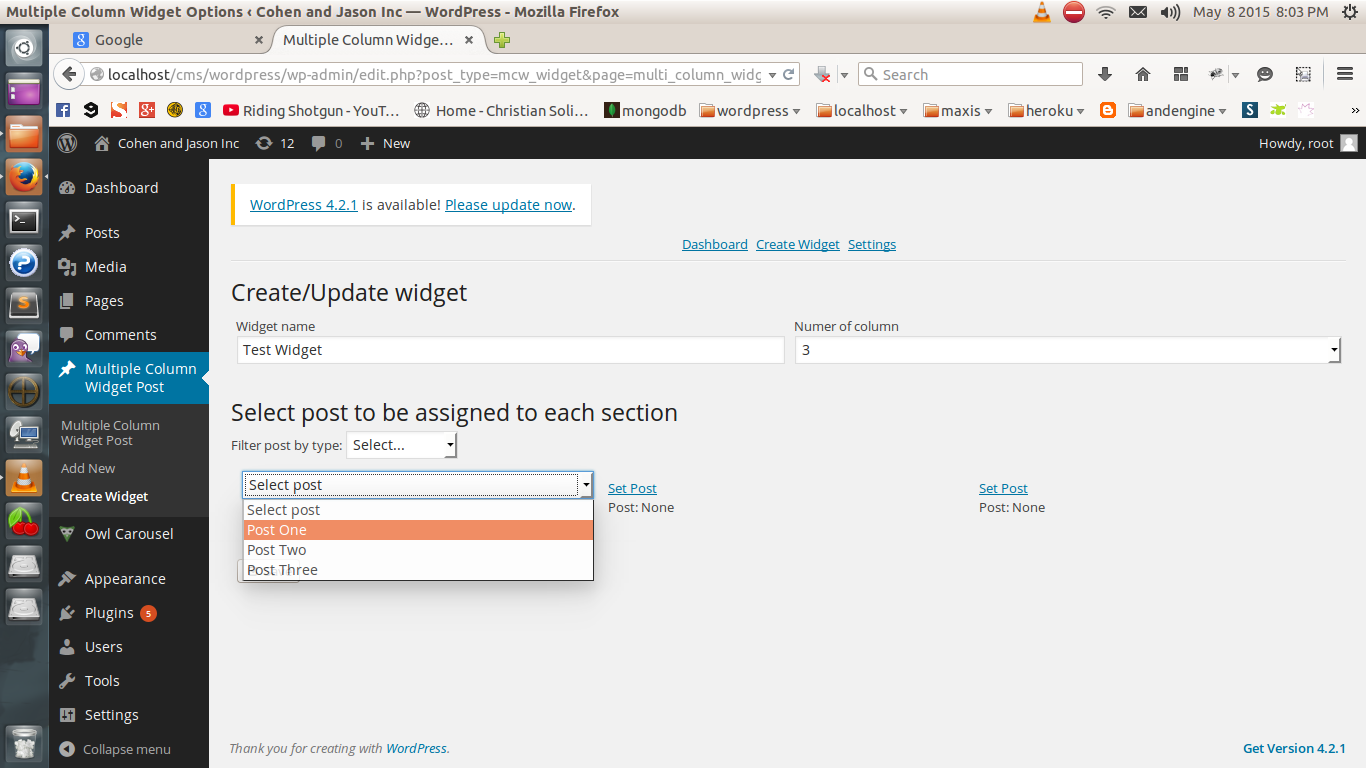 Multiple Column Widget Options ‹ Cohen and Jason Inc — WordPress - Mozilla Firefox
May 8 2015 8:03 PM
Google
Multiple Column Widge...
localhost/cms/wordpress/wp-admin/edit.php?post_type=mcw_widget&page=multi_column_widg
Search
Riding Shotgun - YouT...
Home - Christian Soli...
mongodb
wordpress
localhost
maxis
heroku
andengine
Cohen and Jason Inc
12
0
New
Howdy, root
Dashboard
Posts
Media
Pages
Comments
Multiple Column
Widget Post
Multiple Column
Widget Post
Add New
Create Widget
Owl Carousel
Appearance
Plugins 5
Users
Tools
Settings
Collapse menu
WordPress 4.2.1 is available! Please update now.
Dashboard Create Widget Settings
Create/Update widget
Widget name
Numer of column
Test Widget
3
Select post to be assigned to each section
Filter post by type: Select...
Select post
Select post
Post One
Post Two
Post Three
Set Post
Post: None
Set Post
Post: None
Thank you for creating with WordPress.
Get Version 4.2.1